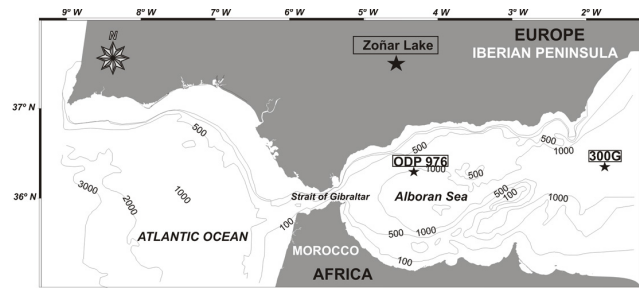 9º W 8º W 7º W 6º W 5º W 4º W 3º W 2º W
N
EUROPE
IBERIAN PENINSULA
Zoñar Lake
37º N
500
500
500
1000
ODP 976
1000
300G
3000
1000
2000
500
500
100
36º N
Strait of Gibraltar
Alboran Sea
100
ATLANTIC OCEAN
500
1000
1000
MOROCCO
100
AFRICA